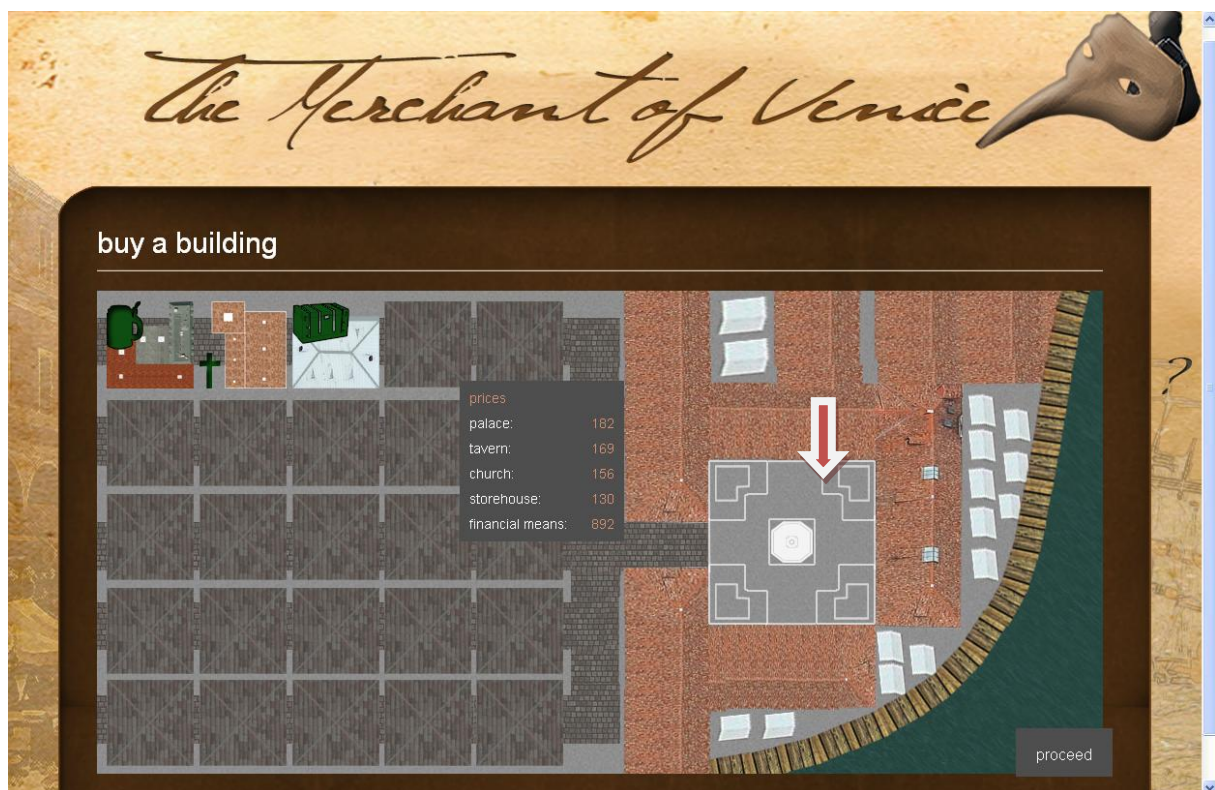 The Merchant of Venice
buy a building
prices
palace: 182
tavern: 169
church: 156
storehouse: 130
financial means: 892
?
proceed